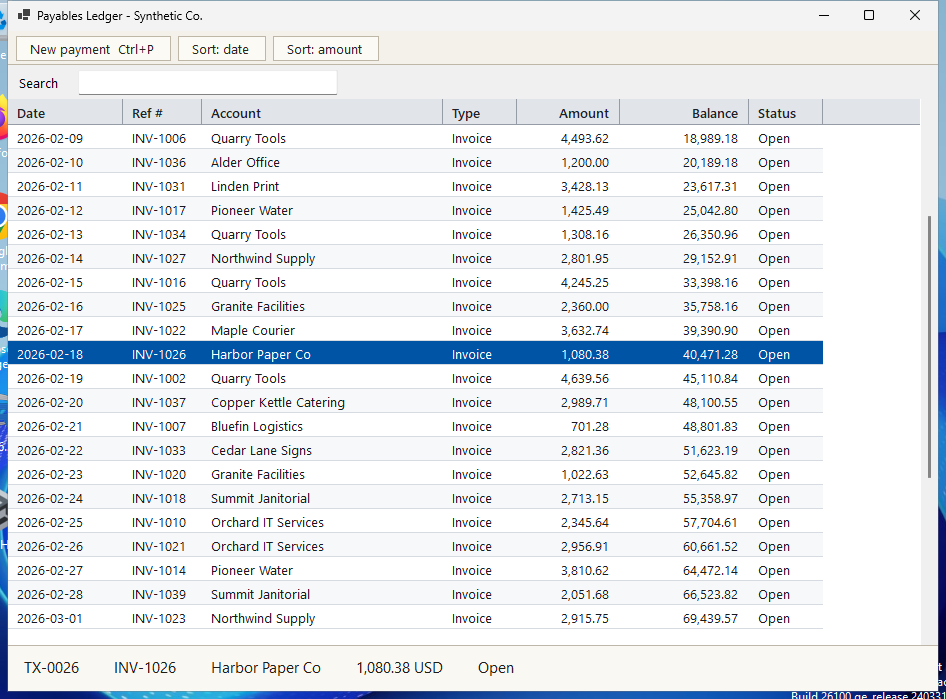 Payables Ledger - Synthetic Co.
New payment Ctrl+P Sort: date Sort: amount
Search
Date Ref # Account Type Amount Balance Status
2026-02-09 INV-1006 Quarry Tools Invoice 4,493.62 18,989.18 Open
2026-02-10 INV-1036 Alder Office Invoice 1,200.00 20,189.18 Open
2026-02-11 INV-1031 Linden Print Invoice 3,428.13 23,617.31 Open
2026-02-12 INV-1017 Pioneer Water Invoice 1,425.49 25,042.80 Open
2026-02-13 INV-1034 Quarry Tools Invoice 1,308.16 26,350.96 Open
2026-02-14 INV-1027 Northwind Supply Invoice 2,801.95 29,152.91 Open
2026-02-15 INV-1016 Quarry Tools Invoice 4,245.25 33,398.16 Open
2026-02-16 INV-1025 Granite Facilities Invoice 2,360.00 35,758.16 Open
2026-02-17 INV-1022 Maple Courier Invoice 3,632.74 39,390.90 Open
2026-02-18 INV-1026 Harbor Paper Co Invoice 1,080.38 40,471.28 Open
2026-02-19 INV-1002 Quarry Tools Invoice 4,639.56 45,110.84 Open
2026-02-20 INV-1037 Copper Kettle Catering Invoice 2,989.71 48,100.55 Open
2026-02-21 INV-1007 Bluefin Logistics Invoice 701.28 48,801.83 Open
2026-02-22 INV-1033 Cedar Lane Signs Invoice 2,821.36 51,623.19 Open
2026-02-23 INV-1020 Granite Facilities Invoice 1,022.63 52,645.82 Open
2026-02-24 INV-1018 Summit Janitorial Invoice 2,713.15 55,358.97 Open
2026-02-25 INV-1010 Orchard IT Services Invoice 2,345.64 57,704.61 Open
2026-02-26 INV-1021 Orchard IT Services Invoice 2,956.91 60,661.52 Open
2026-02-27 INV-1014 Pioneer Water Invoice 3,810.62 64,472.14 Open
2026-02-28 INV-1039 Summit Janitorial Invoice 2,051.68 66,523.82 Open
2026-03-01 INV-1023 Northwind Supply Invoice 2,915.75 69,439.57 Open
TX-0026 INV-1026 Harbor Paper Co 1,080.38 USD Open
Build 26100.ge_release.240331